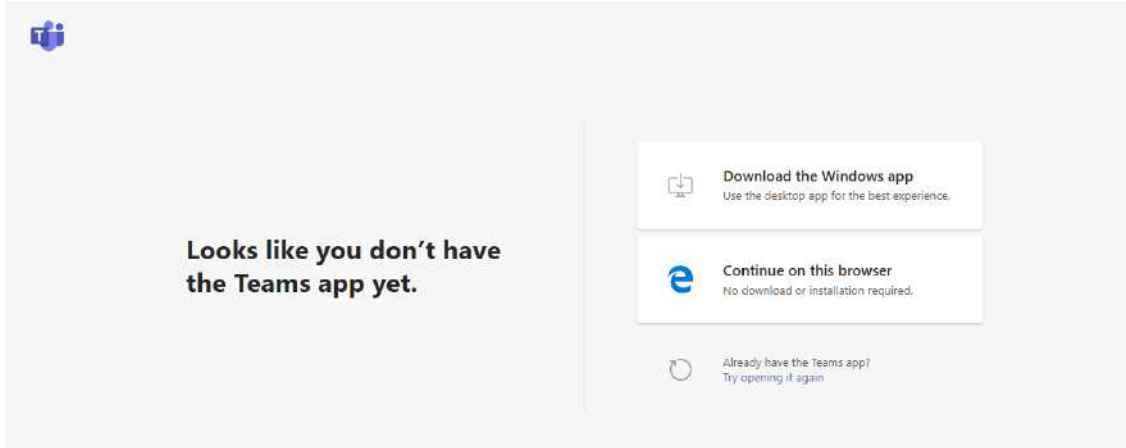 T
Looks like you don’t have
the Teams app yet.
Download the Windows app
Use the desktop app for the best experience.
Continue on this browser
No download or installation required.
Already have the Teams app?
Try opening it again